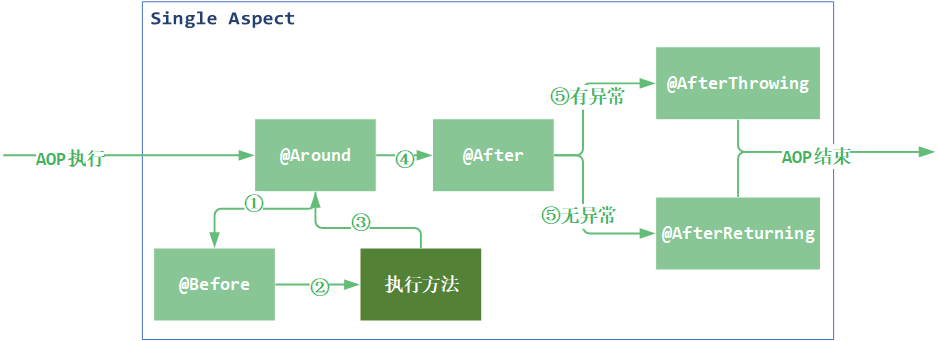 Single Aspect
@AfterThrowing
⑤有异常
AOP执行
@Around
④
@After
AOP结束
①
③
⑤无异常
@AfterReturning
@Before
②
执行方法